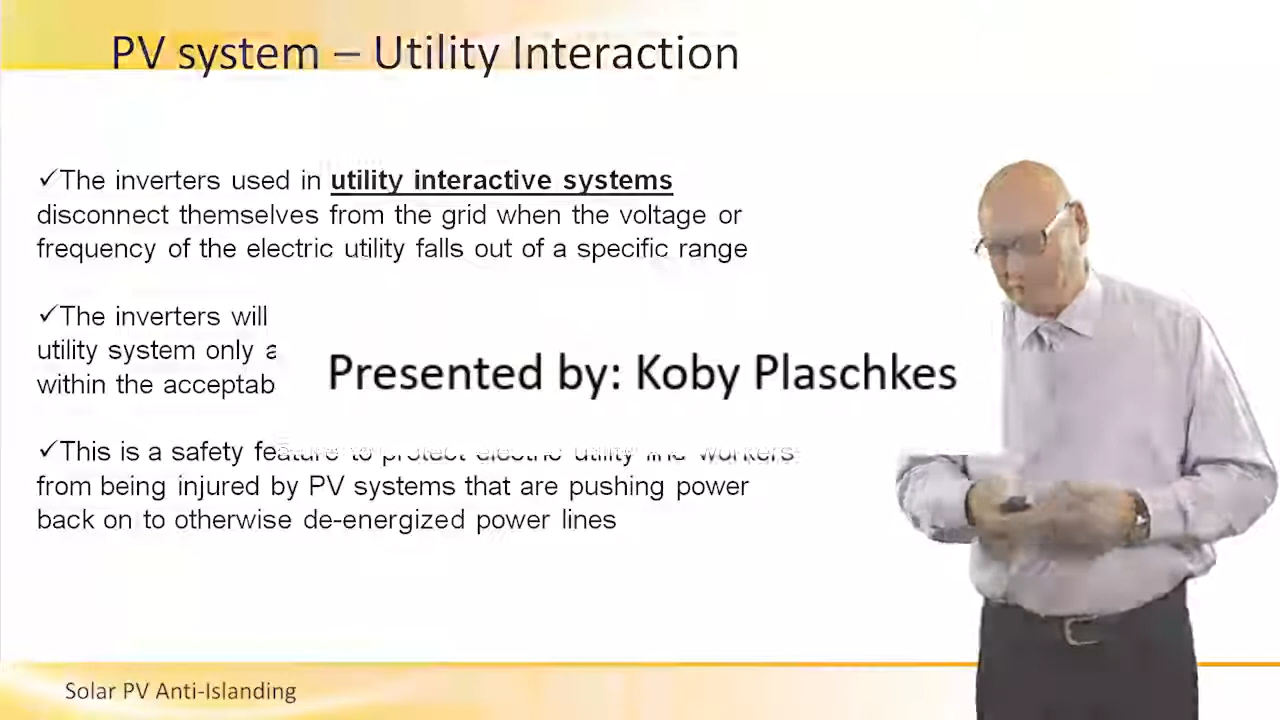 PV system – Utility Interaction
✓The inverters used in utility interactive systems
disconnect themselves from the grid when the voltage or
frequency of the electric utility falls out of a specific range
✓The inverters will
utility system only a
within the acceptab
Presented by: Koby Plaschkes
✓This is a safety feature to protect electric utility line workers
from being injured by PV systems that are pushing power
back on to otherwise de-energized power lines
Solar PV Anti-Islanding